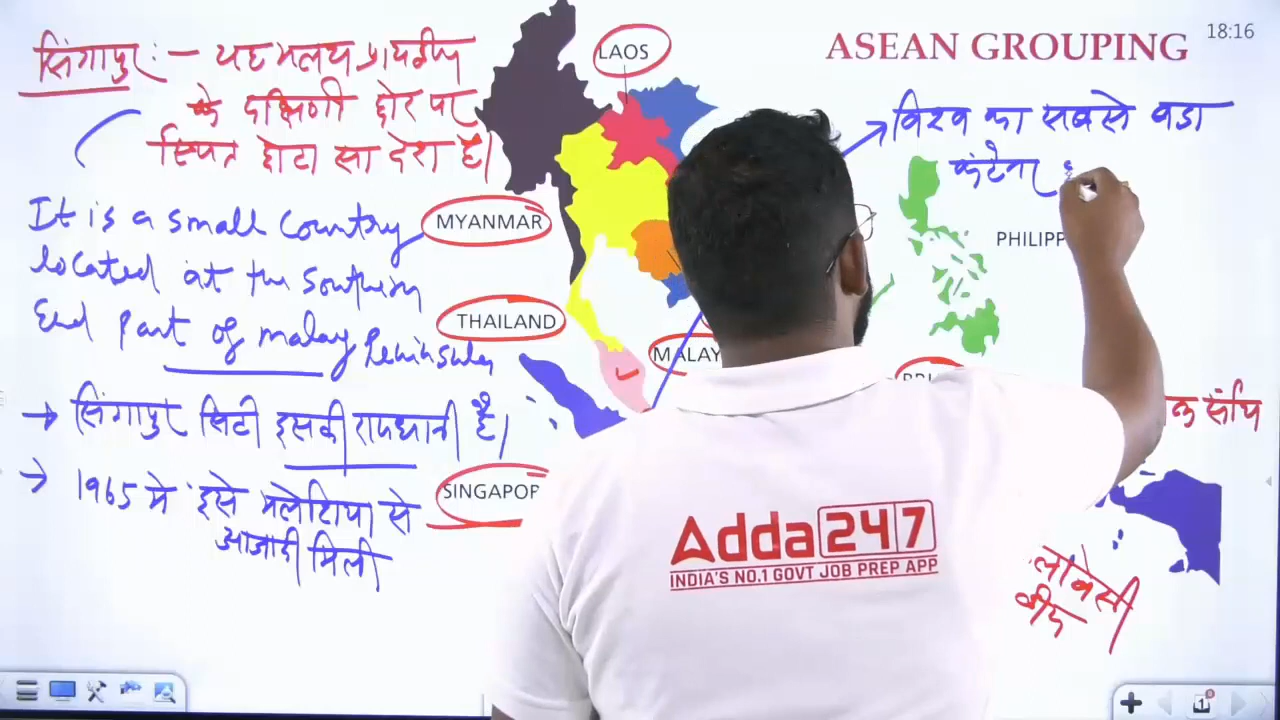 ASEAN GROUPING
18:16
सिंगापुर :- यह मलय प्रायद्वीप
के दक्षिणी छोर पर
स्थित छोटा सा देश है।
It is a small Country
located at the Southern
End part of malay Peninsular
→ सिंगापुर सिटी इसकी राजधानी है।
→ 1965 मे इसे मलेशिया से
आजादी मिली
LAOS
MYANMAR
THAILAND
MALAY
SINGAPOR
PHILIPP
विश्व का सबसे बडा
कंटेनर
संधि
Adda247
INDIA'S NO.1 GOVT JOB PREP APP